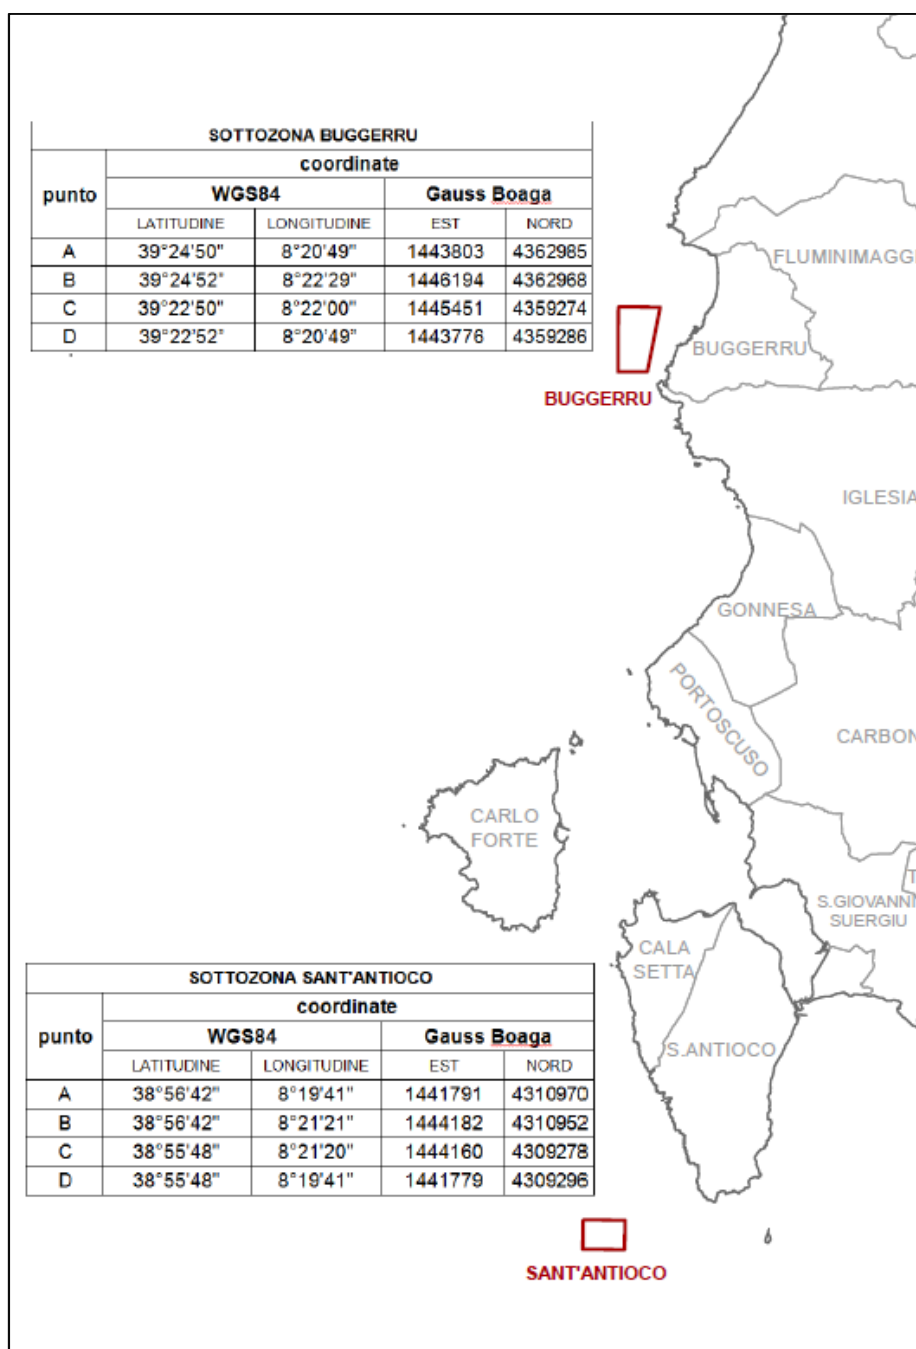 SOTTOZONA BUGGERRU
coordinate
punto WGS84 Gauss Boaga
LATITUDINE LONGITUDINE EST NORD
A 39°24'50" 8°20'49" 1443803 4362985
B 39°24'52" 8°22'29" 1446194 4362968
C 39°22'50" 8°22'00" 1445451 4359274
D 39°22'52" 8°20'49" 1443776 4359286
FLUMINIMAGGI
BUGGERRU
BUGGERRU
IGLESIA
GONNESA
PORTOSCUSO
CARBON
CARLO
FORTE
T
S.GIOVANNI
SUERGIU
CALA
SETTA
S.ANTIOCO
SOTTOZONA SANT'ANTIOCO
coordinate
punto WGS84 Gauss Boaga
LATITUDINE LONGITUDINE EST NORD
A 38°56'42" 8°19'41" 1441791 4310970
B 38°56'42" 8°21'21" 1444182 4310952
C 38°55'48" 8°21'20" 1444160 4309278
D 38°55'48" 8°19'41" 1441779 4309296
SANT'ANTIOCO